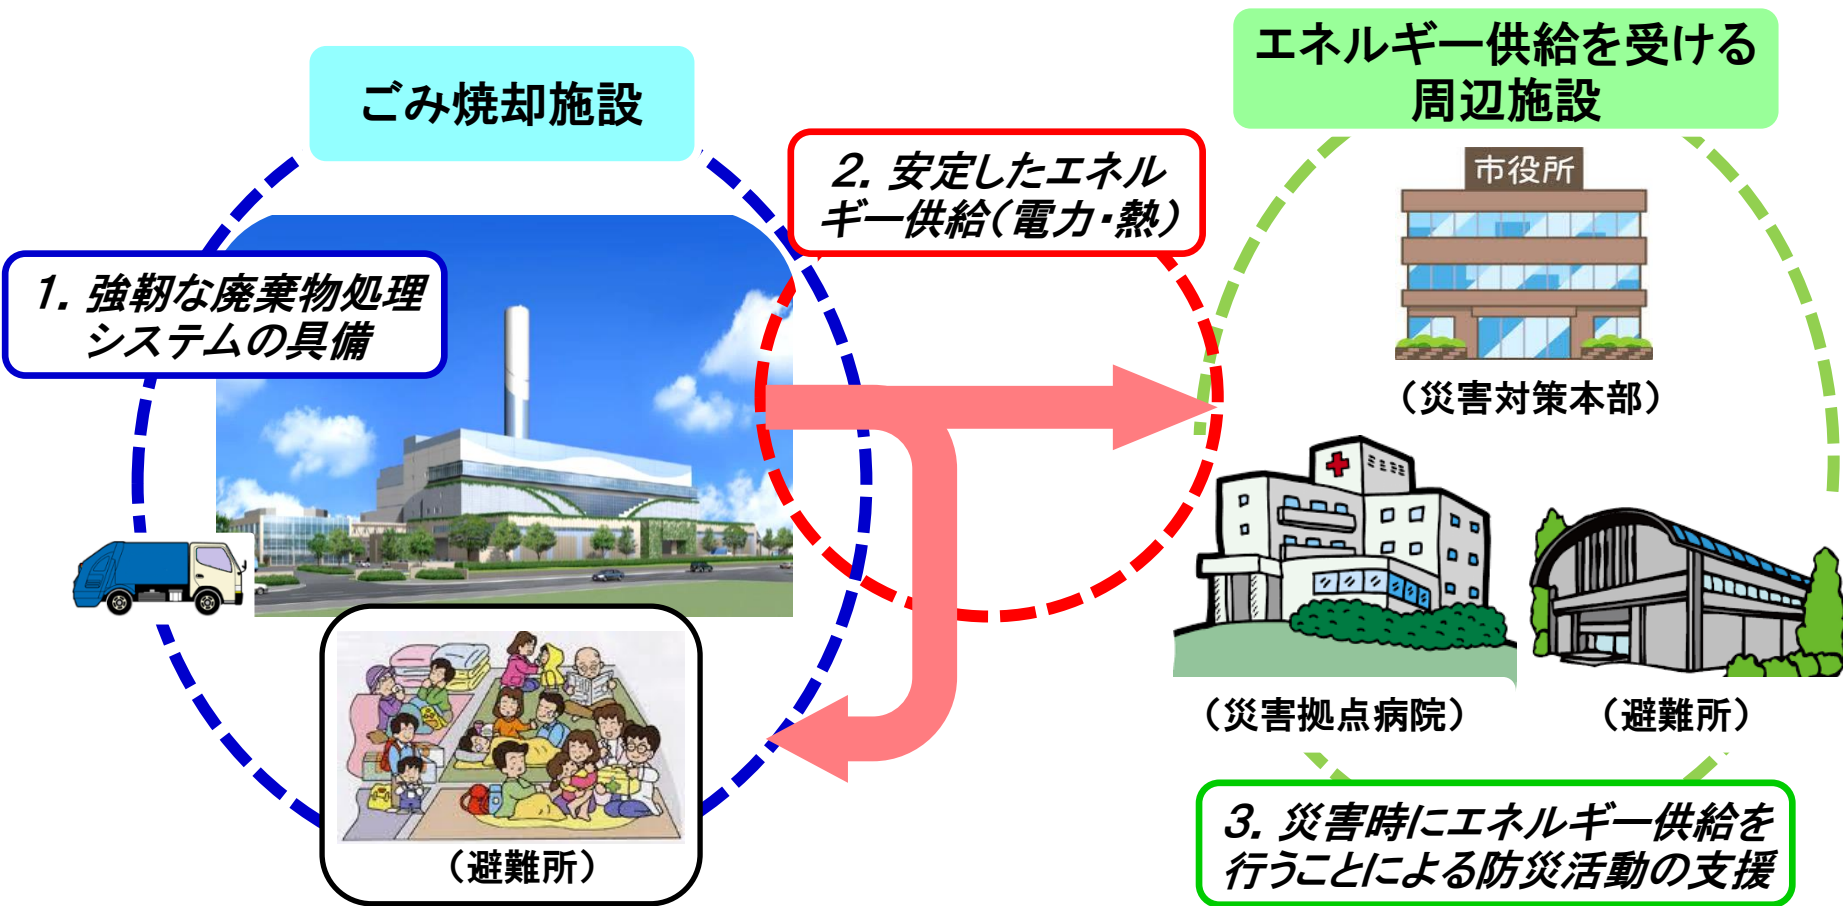 ごみ焼却施設
エネルギー供給を受ける
周辺施設
1. 強靭な廃棄物処理
システムの具備
2. 安定したエネル
ギー供給(電力・熱)
市役所
(災害対策本部)
(災害拠点病院)
(避難所)
(避難所)
3. 災害時にエネルギー供給を
行うことによる防災活動の支援